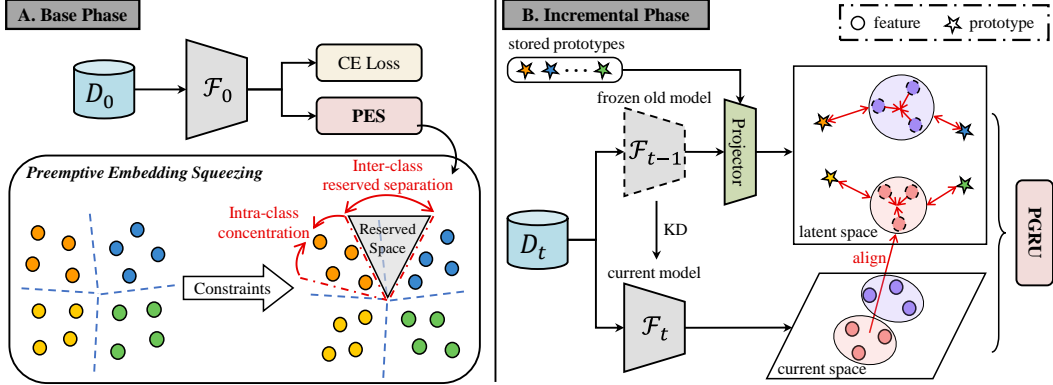 A. Base Phase
D₀
F₀
CE Loss
PES
Preemptive Embedding Squeezing
Inter-class
reserved separation
Intra-class
concentration
Reserved
Space
Constraints
B. Incremental Phase
feature
prototype
stored prototypes
...
frozen old model
Fₜ₋₁
Projector
Dₜ
KD
current model
Fₜ
latent space
align
current space
PGRU